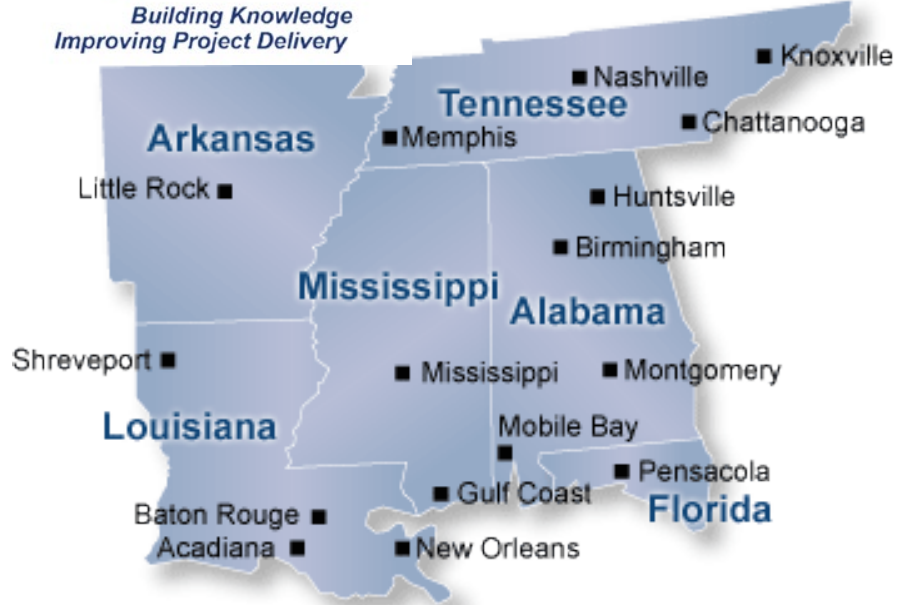 Building Knowledge
Improving Project Delivery
Knoxville
Nashville
Tennessee
Chattanooga
Arkansas
Memphis
Little Rock
Huntsville
Birmingham
Mississippi
Alabama
Shreveport
Mississippi
Montgomery
Louisiana
Mobile Bay
Pensacola
Gulf Coast
Florida
Baton Rouge
Acadiana
New Orleans